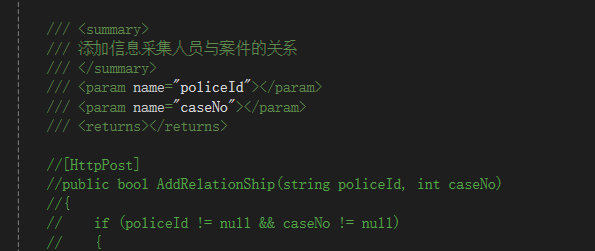 /// <summary>
/// 添加信息采集人员与案件的关系
/// </summary>
/// <param name="policeId"></param>
/// <param name="caseNo"></param>
/// <returns></returns>
//[HttpPost]
//public bool AddRelationShip(string policeId, int caseNo)
//{
//    if (policeId != null && caseNo != null)
//    {